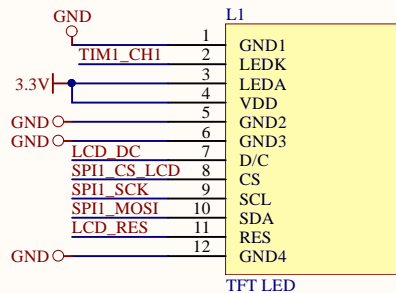 GND L1
1 GND1
TIM1_CH1 2 LEDK
3 LEDA
3.3V 4 VDD
GND 5 GND2
GND 6 GND3
LCD_DC 7 D/C
SPI1_CS_LCD 8 CS
SPI1_SCK 9 SCL
SPI1_MOSI 10 SDA
LCD_RES 11 RES
GND 12 GND4
TFT LED